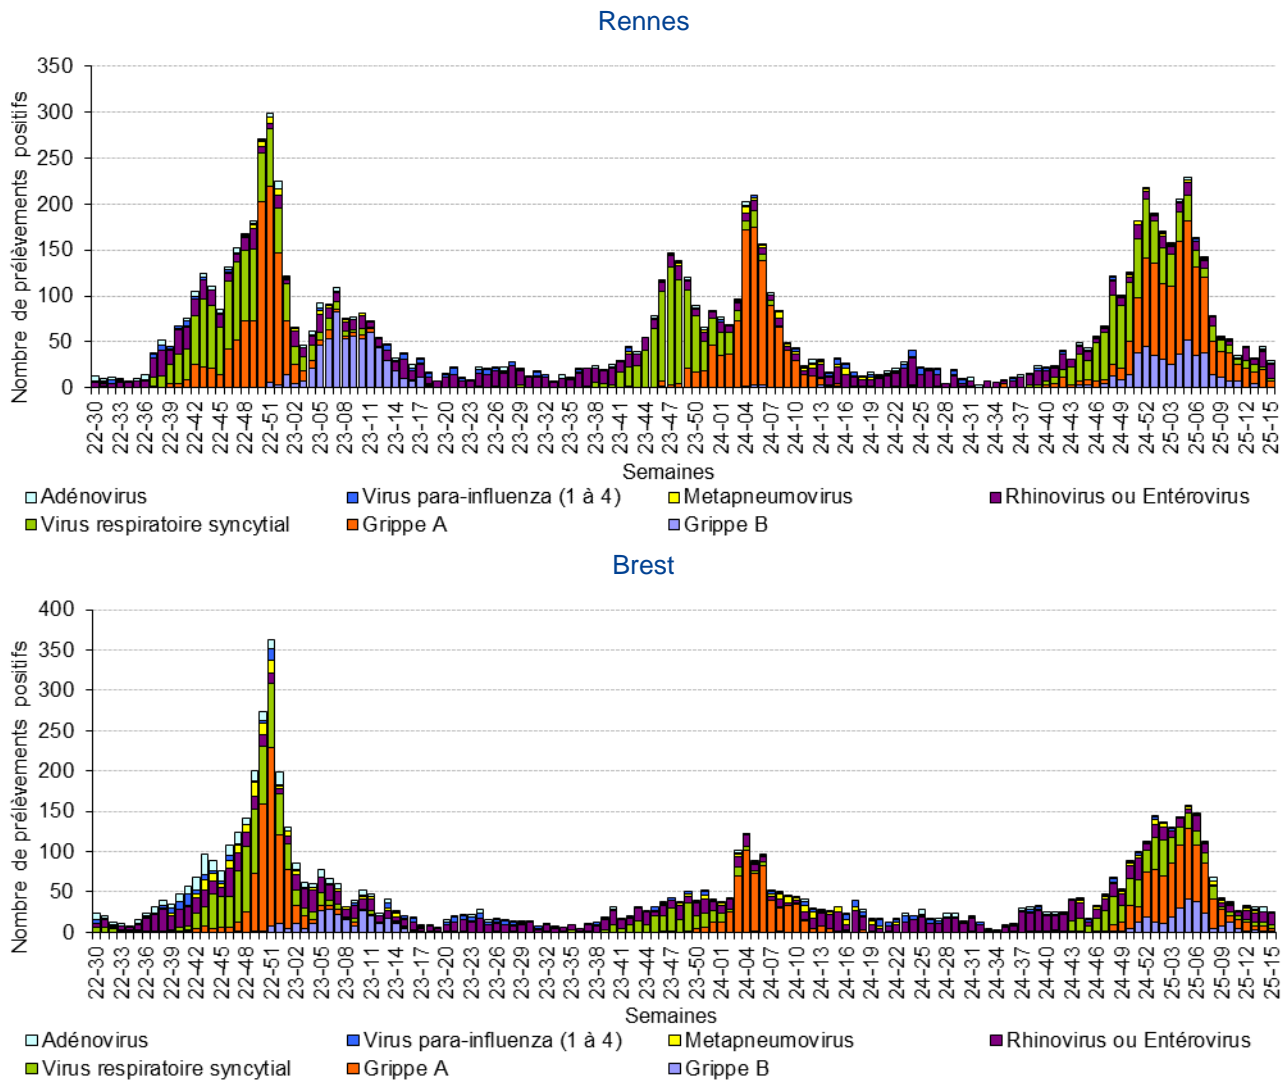 Rennes
Nombre de prélèvements positifs
350
300
250
200
150
100
50
0
22-30 22-33 22-36 22-39 22-42 22-45 22-48 22-51 23-02 23-05 23-08 23-11 23-14 23-17 23-20 23-23 23-26 23-29 23-32 23-35 23-38 23-41 23-44 23-47 23-50 24-01 24-04 24-07 24-10 24-13 24-16 24-19 24-22 24-25 24-28 24-31 24-34 24-37 24-40 24-43 24-46 24-49 24-52 25-03 25-06 25-09 25-12 25-15
Semaines
Adénovirus Virus para-influenza (1 à 4) Metapneumovirus Rhinovirus ou Entérovirus
Virus respiratoire syncytial Grippe A Grippe B
Brest
Nombre de prélèvements positifs
400
350
300
250
200
150
100
50
0
22-30 22-33 22-36 22-39 22-42 22-45 22-48 22-51 23-02 23-05 23-08 23-11 23-14 23-17 23-20 23-23 23-26 23-29 23-32 23-35 23-38 23-41 23-44 23-47 23-50 24-01 24-04 24-07 24-10 24-13 24-16 24-19 24-22 24-25 24-28 24-31 24-34 24-37 24-40 24-43 24-46 24-49 24-52 25-03 25-06 25-09 25-12 25-15
Semaines
Adénovirus Virus para-influenza (1 à 4) Metapneumovirus Rhinovirus ou Entérovirus
Virus respiratoire syncytial Grippe A Grippe B